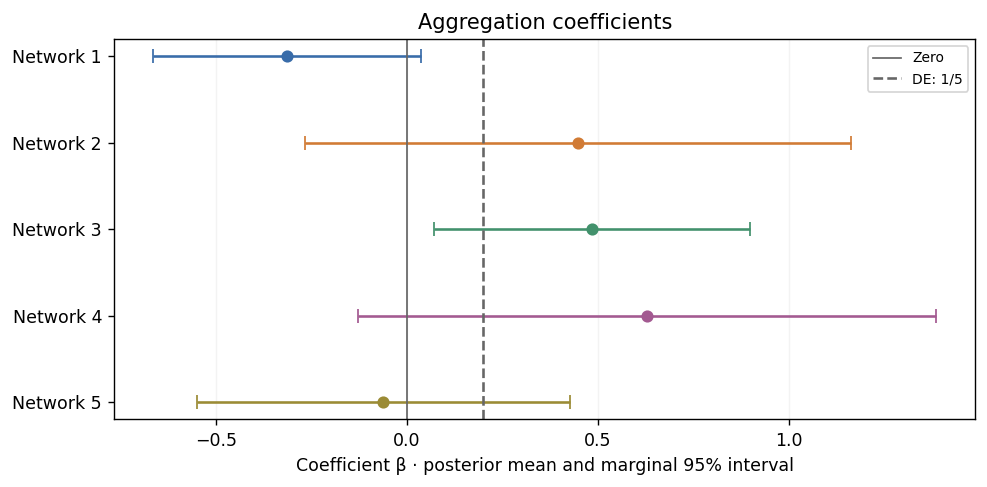 Aggregation coefficients
Zero
DE: 1/5
Network 1
Network 2
Network 3
Network 4
Network 5
−0.5 0.0 0.5 1.0
Coefficient β · posterior mean and marginal 95% interval